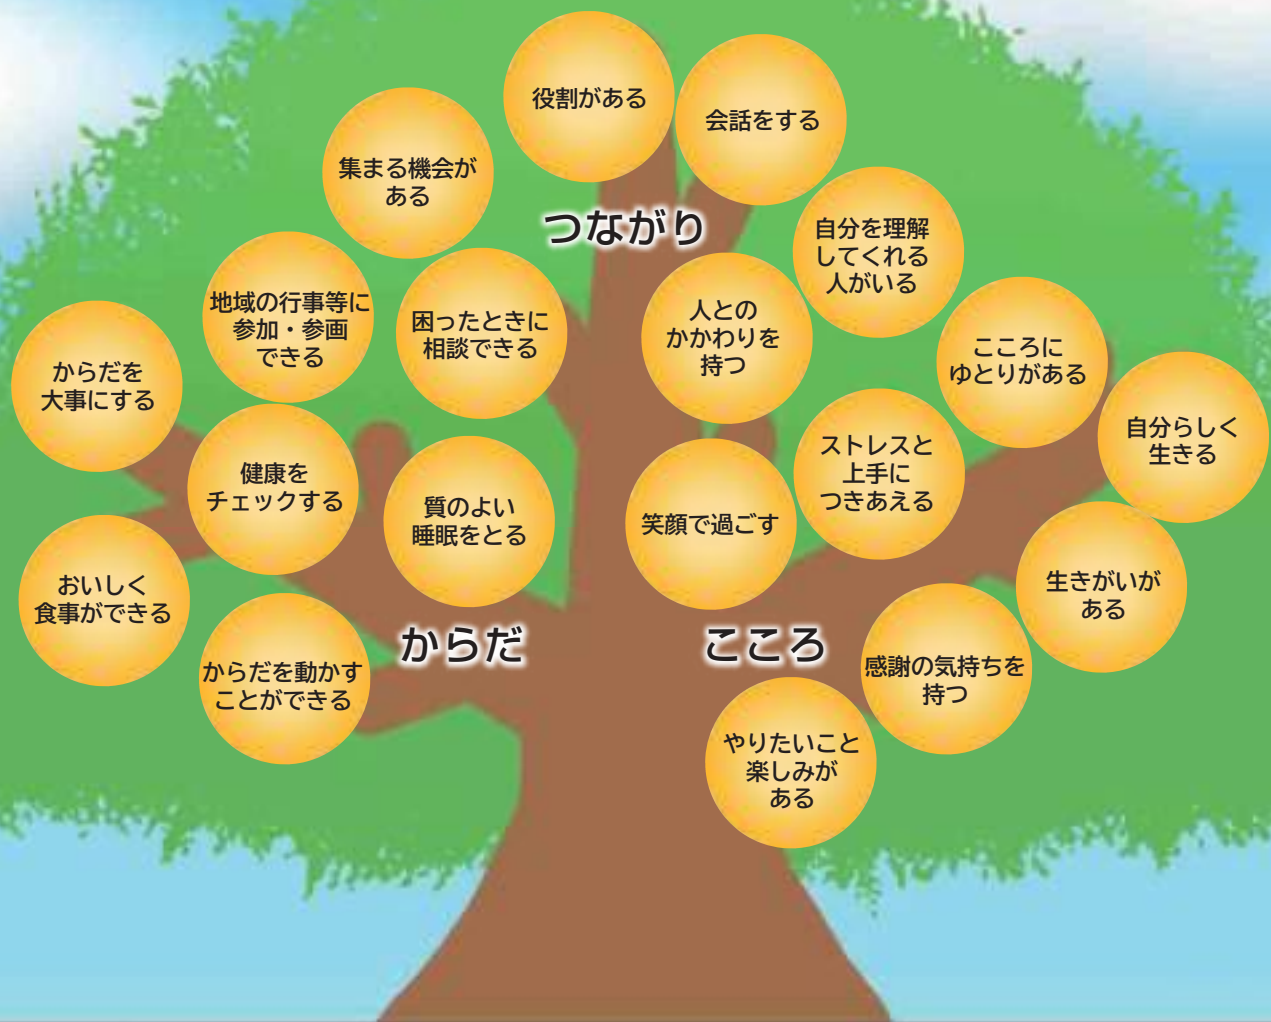 役割がある
会話をする
集まる機会が
ある
つながり
自分を理解
してくれる
人がいる
地域の行事等に
参加・参画
できる
困ったときに
相談できる
人との
かかわりを
持つ
こころに
ゆとりがある
からだを
大事にする
自分らしく
生きる
健康を
チェックする
質のよい
睡眠をとる
笑顔で過ごす
ストレスと
上手に
つきあえる
おいしく
食事ができる
生きがいが
ある
からだ
こころ
からだを動かす
ことができる
感謝の気持ちを
持つ
やりたいこと
楽しみが
ある